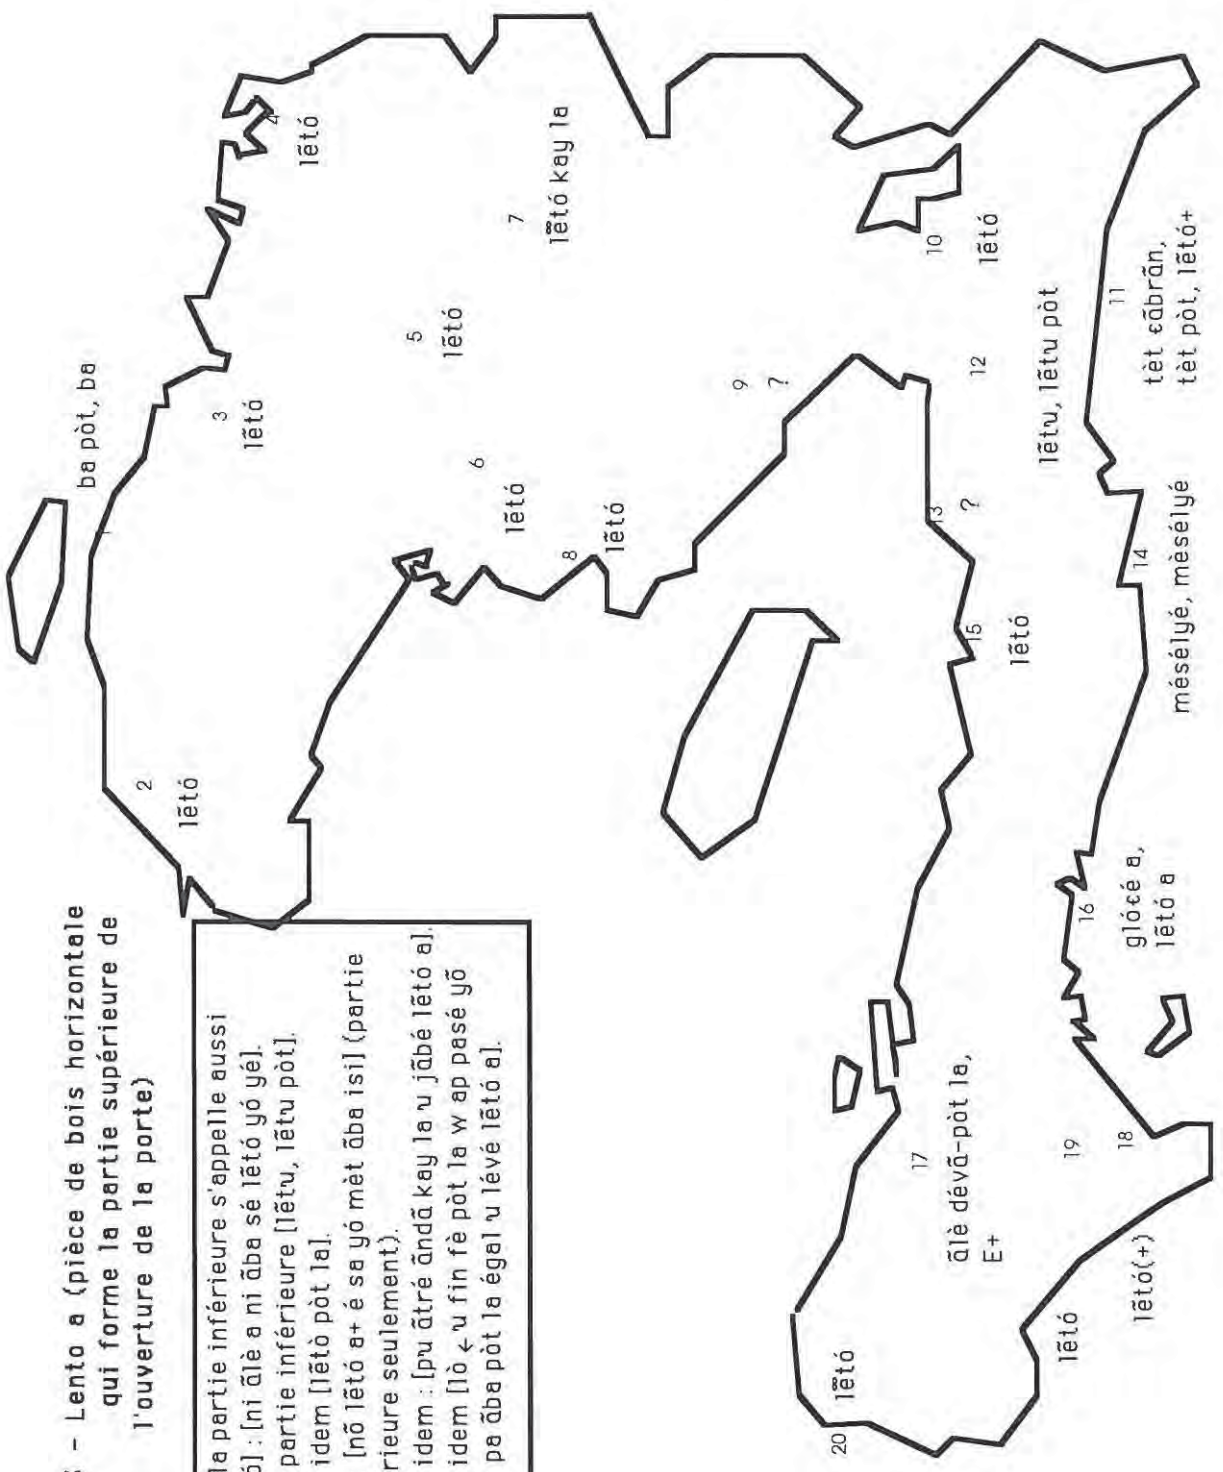 - Lento a (pièce de bois horizontale
qui forme la partie supérieure de
l'ouverture de la porte)
la partie inférieure s'appelle aussi
ó] : [ni ãlè a ni ãba sé lẽtó yó yé].
partie inférieure [lẽtu, lẽtu pòt].
idem [lẽtò pòt la].
[nõ lẽtó a+ é sa yó mèt ãba isi] (partie
rieure seulement).
idem : [pu ãtré ãndã kay la u jãbé lẽtó a].
idem [lò ← u fin fè pòt la w ap pasé yõ
pa ãba pòt la égal u lévé lẽtó a].
1
ba pòt, ba
2
lẽtó
3
lẽtó
4
lẽtó
5
lẽtó
6
lẽtó
7
lẽtó kay la
8
lẽtó
9
?
10
lẽtó
11
tèt ɛãbrãn,
tèt pòt, lẽtó+
12
lẽtu, lẽtu pòt
13
?
14
mésélyé, mèsélyé
15
lẽtó
16
glóɛé a,
lẽtó a
17
ãlè dévã-pòt la,
E+
18
lẽtó(+)
19
lẽtó
20
lẽtó